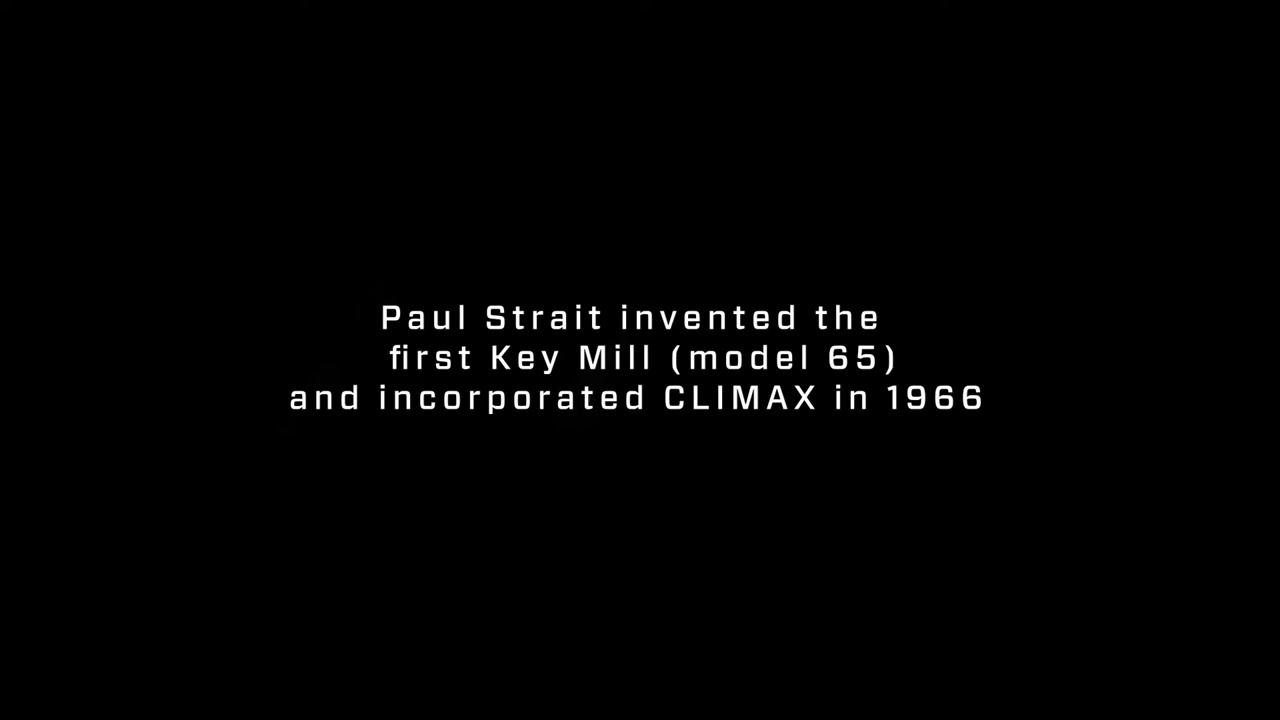 Paul Strait invented the
first Key Mill (model 65)
and incorporated CLIMAX in 1966